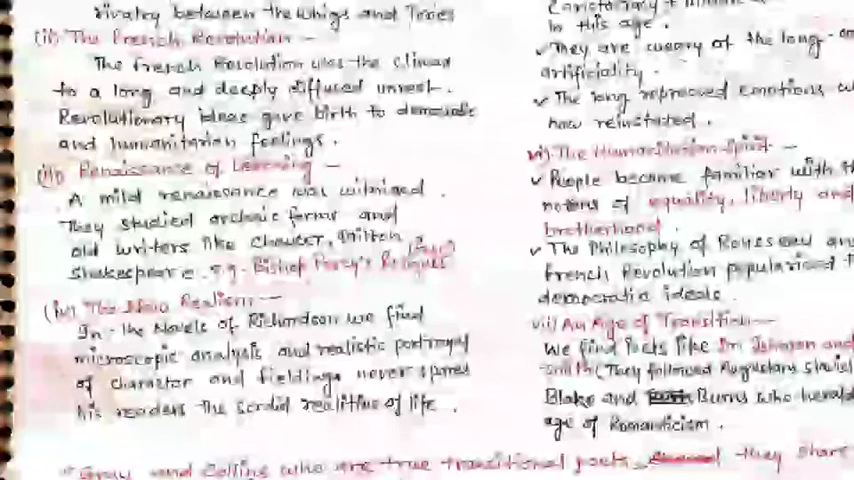 rivalry between the whigs and Tories
(ii) The French Revolution -
The French Revolution was the climax
to a long and deeply diffused unrest.
Revolutionary ideas gave birth to democratic
and humanitarian feelings.
(iii) Renaissance of Learning -
A mild renaissance was witnessed.
They studied archaic forms and
old writers like Chaucer, Milton,
Shakespeare. e.g.- Bishop Percy's Reliques
(iv) The New Realism -
In the Novels of Richardson we find
microscopic analysis and realistic portrayal
of character and Fielding never spared
his readers the sordid realities of life.
in this age.
✓ They are weary of the long-
artificiality.
✓ The long repressed emotions
now reinstated.
vi) The Humanitarian Spirit -
✓ People became familiar with
notions of equality, liberty and
brotherhood.
✓ The Philosophy of Rousseau
French Revolution popularised
democratic ideals.
vii) An Age of Transition -
We find Poets like Dr. Johnson and
They followed Augustans
Blake and Burns who
age of Romanticism.
"Gray and Collins who are true transitional poets, they share